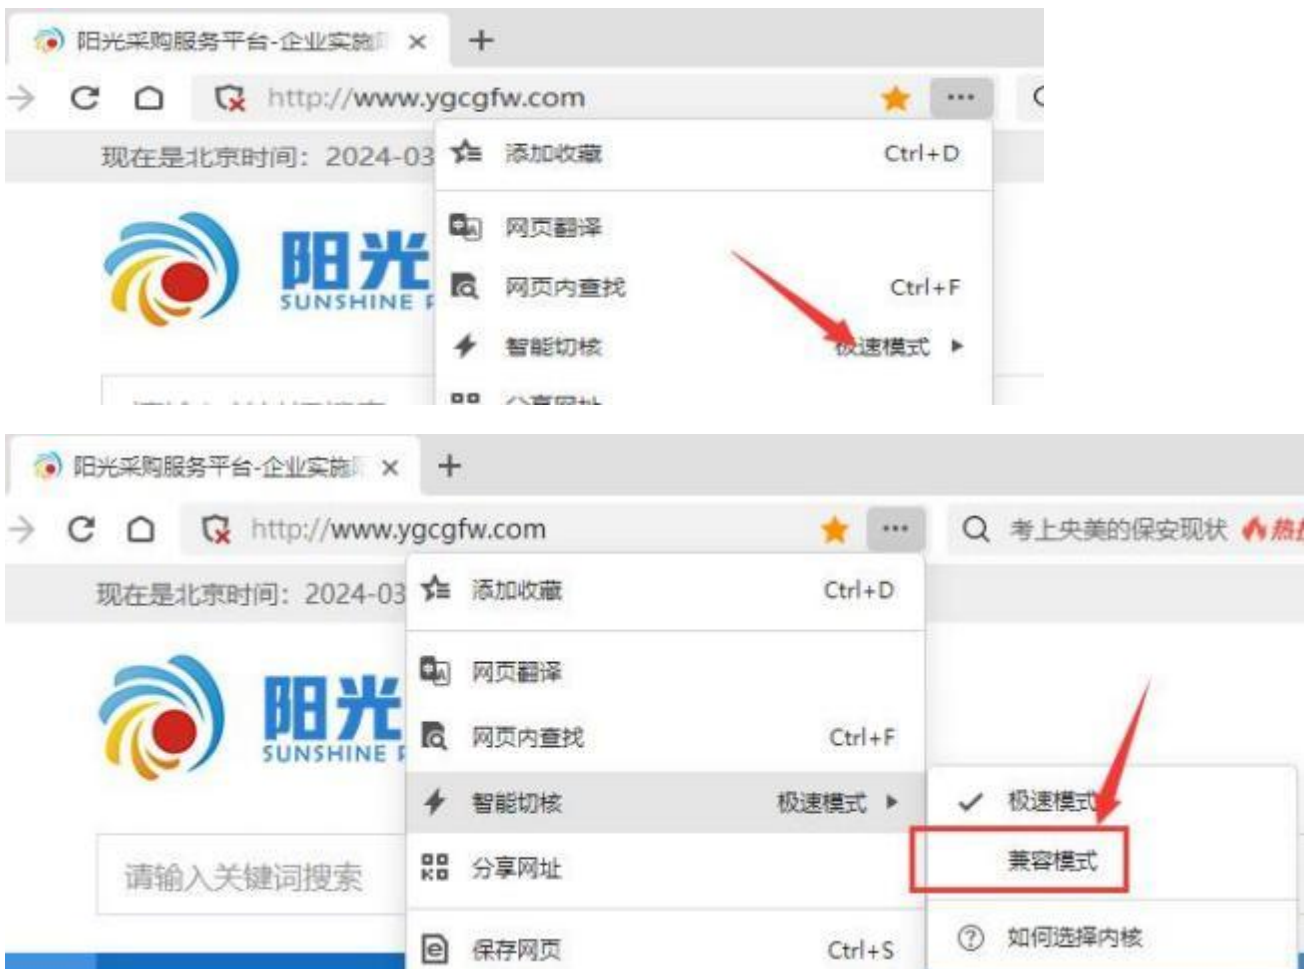 阳光采购服务平台-企业实施
http://www.ygcgfw.com
现在是北京时间：2024-03
添加收藏 Ctrl+D
网页翻译
阳光
网页内查找 Ctrl+F
SUNSHINE P
智能切核 极速模式
分享网址
阳光采购服务平台-企业实施
http://www.ygcgfw.com 考上央美的保安现状 热搜
现在是北京时间：2024-03
添加收藏 Ctrl+D
网页翻译
阳光
网页内查找 Ctrl+F
SUNSHINE P
智能切核 极速模式 极速模式
请输入关键词搜索 分享网址 兼容模式
保存网页 Ctrl+S 如何选择内核